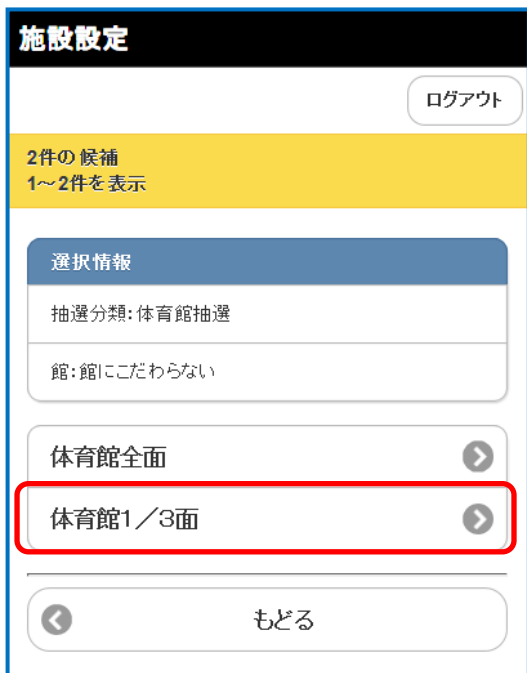 施設設定
ログアウト
2件の候補
1～2件を表示
選択情報
抽選分類:体育館抽選
館:館にこだわらない
体育館全面
体育館1／3面
もどる